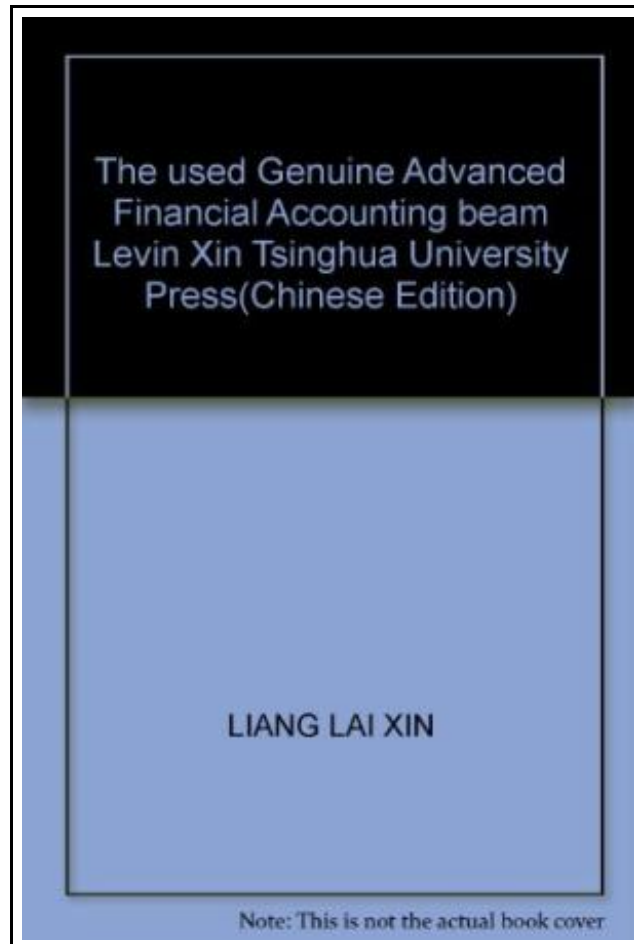 The used Genuine Advanced
Financial Accounting beam
Levin Xin Tsinghua University
Press(Chinese Edition)
LIANG LAI XIN
Note: This is not the actual book cover